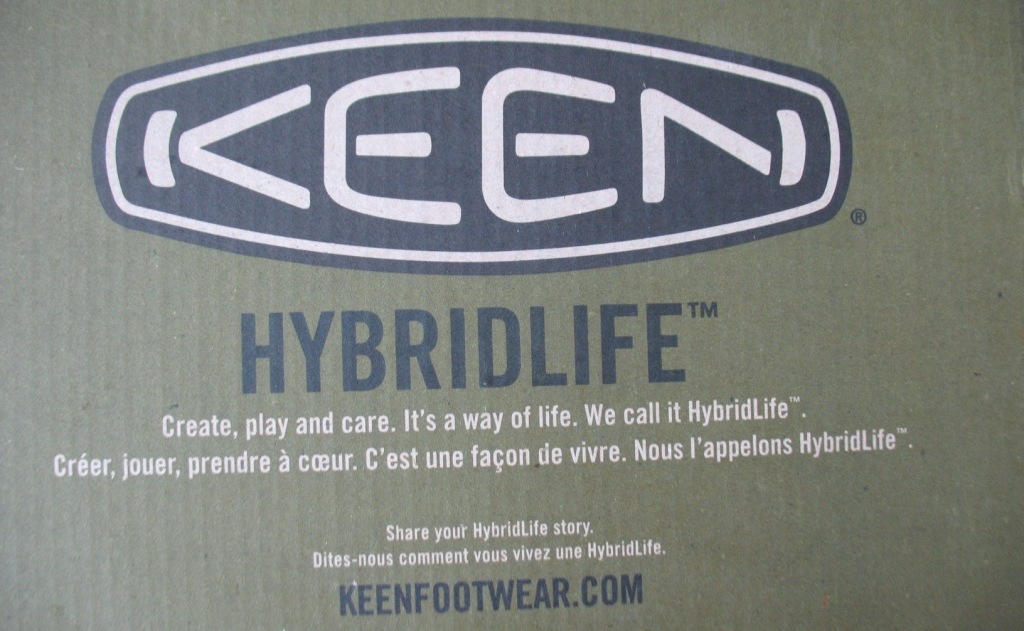 KEEN®
HYBRIDLIFE™
Create, play and care. It's a way of life. We call it HybridLife™.
Créer, jouer, prendre à cœur. C'est une façon de vivre. Nous l'appelons HybridLife™.
Share your HybridLife story.
Dites-nous comment vous vivez une HybridLife.
KEENFOOTWEAR.COM